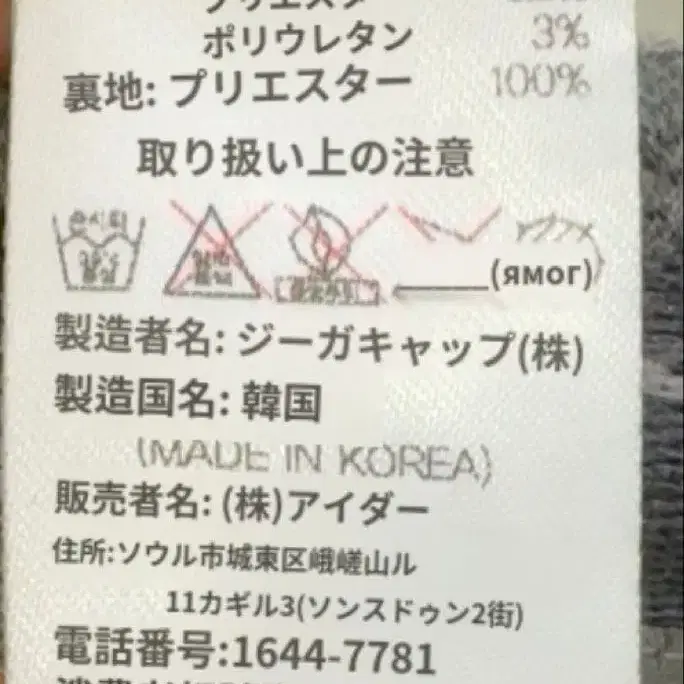 ポリウレタン 3%
裏地: プリエスター 100%
取り扱い上の注意
(ямог)
製造者名: ジーガキャップ(株)
製造国名: 韓国
(MADE IN KOREA)
販売者名: (株)アイダー
住所:ソウル市城東区峨嵯山ル
11カギル3(ソンスドゥン2街)
電話番号:1644-7781